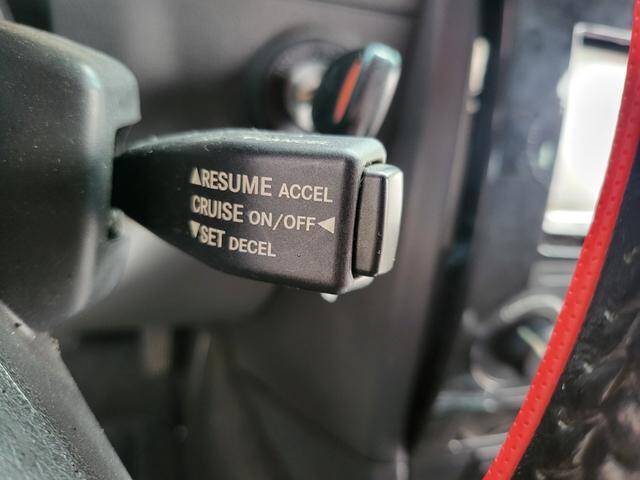 ▲RESUME ACCEL
CRUISE ON/OFF◀
▼SET DECEL